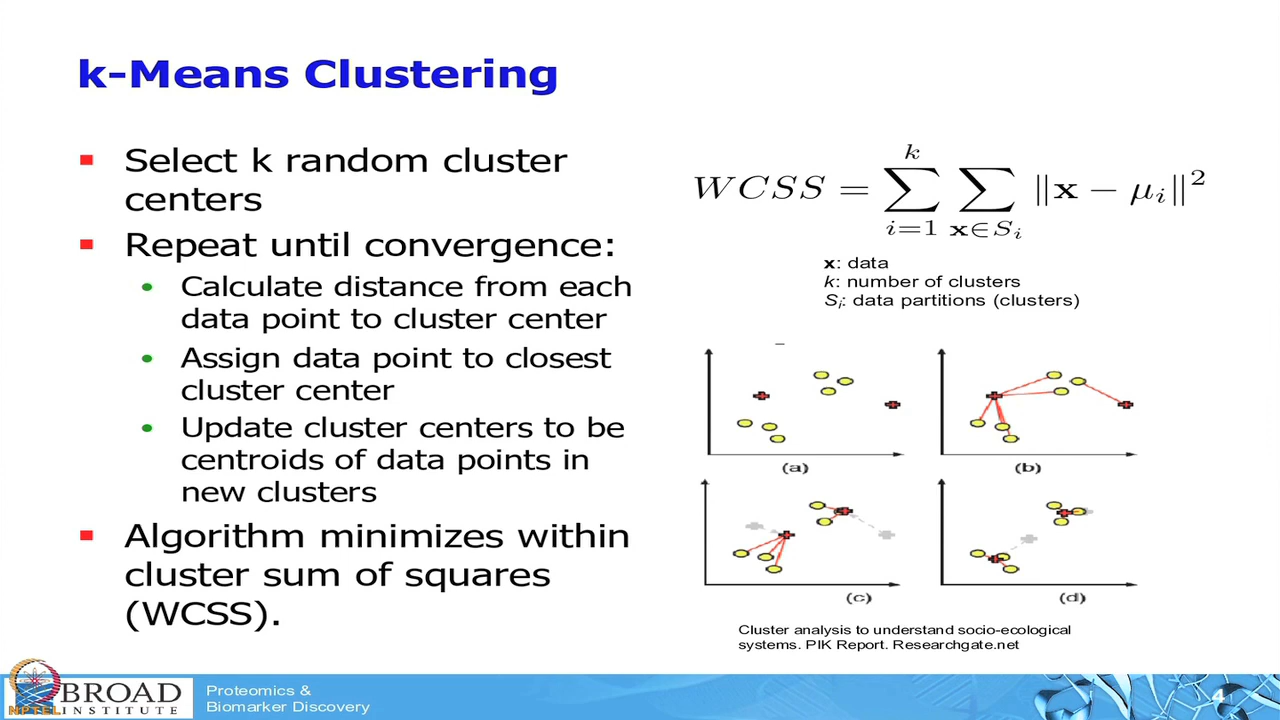 k-Means Clustering
▪ Select k random cluster
centers
▪ Repeat until convergence:
• Calculate distance from each
data point to cluster center
• Assign data point to closest
cluster center
• Update cluster centers to be
centroids of data points in
new clusters
▪ Algorithm minimizes within
cluster sum of squares
(WCSS).
WCSS = \sum_{i=1}^{k} \sum_{\mathbf{x} \in S_i} \|\mathbf{x} - \mu_i\|^2
x: data
k: number of clusters
Si: data partitions (clusters)
(a)
(b)
(c)
(d)
Cluster analysis to understand socio-ecological
systems. PIK Report. Researchgate.net
NPTEL
BROAD
INSTITUTE
Proteomics &
Biomarker Discovery
4